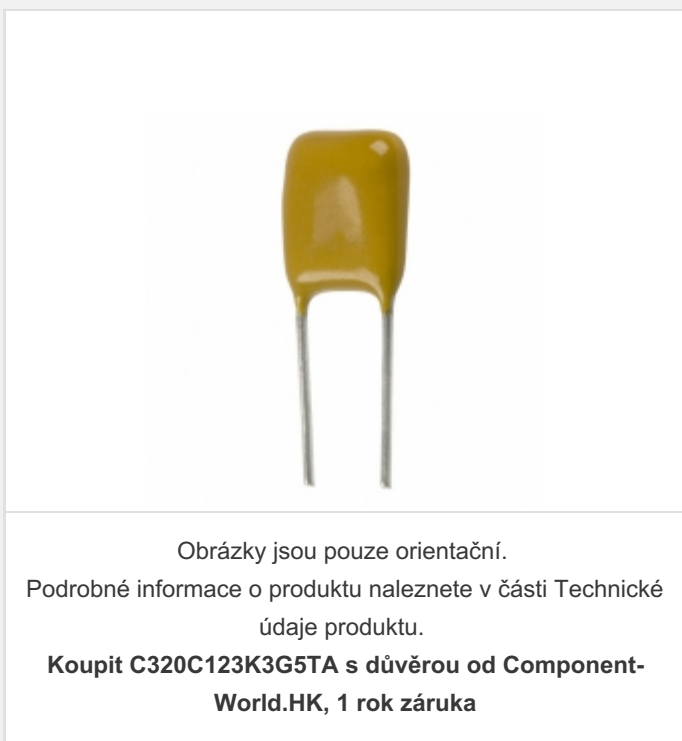 Obrázky jsou pouze orientační.
Podrobné informace o produktu naleznete v části Technické
údaje produktu.
Koupit C320C123K3G5TA s důvěrou od Component-
World.HK, 1 rok záruka